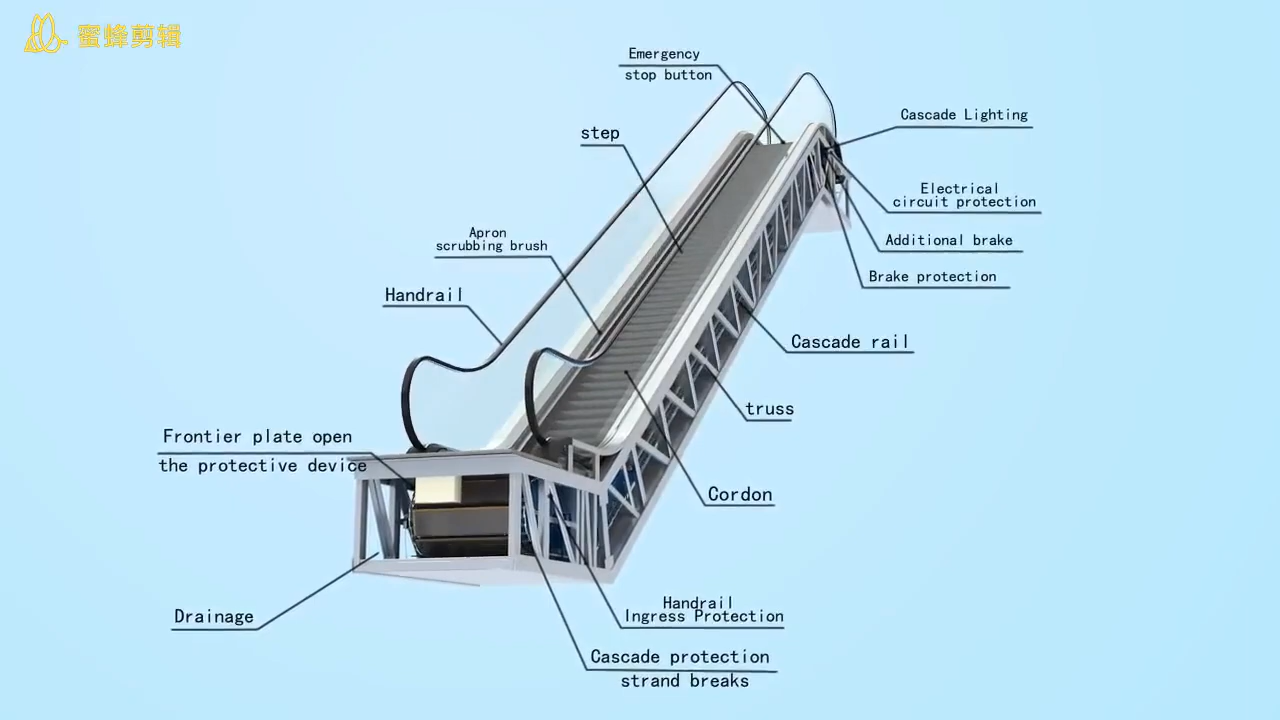 蜜蜂剪辑
Emergency
stop button
Cascade Lighting
step
Electrical
circuit protection
Apron
scrubbing brush
Additional brake
Brake protection
Handrail
Cascade rail
truss
Frontier plate open
the protective device
Cordon
Drainage
Handrail
Ingress Protection
Cascade protection
strand breaks